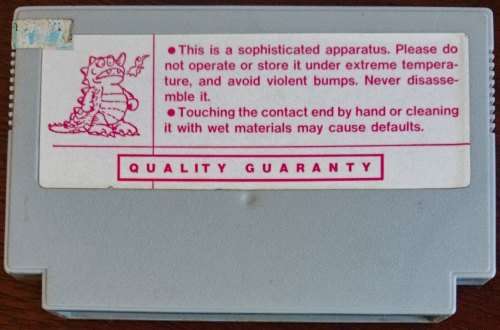 • This is a sophisticated apparatus. Please do
not operate or store it under extreme tempera-
ture, and avoid violent bumps. Never disasse-
mble it.
• Touching the contact end by hand or cleaning
it with wet materials may cause defaults.
QUALITY GUARANTY